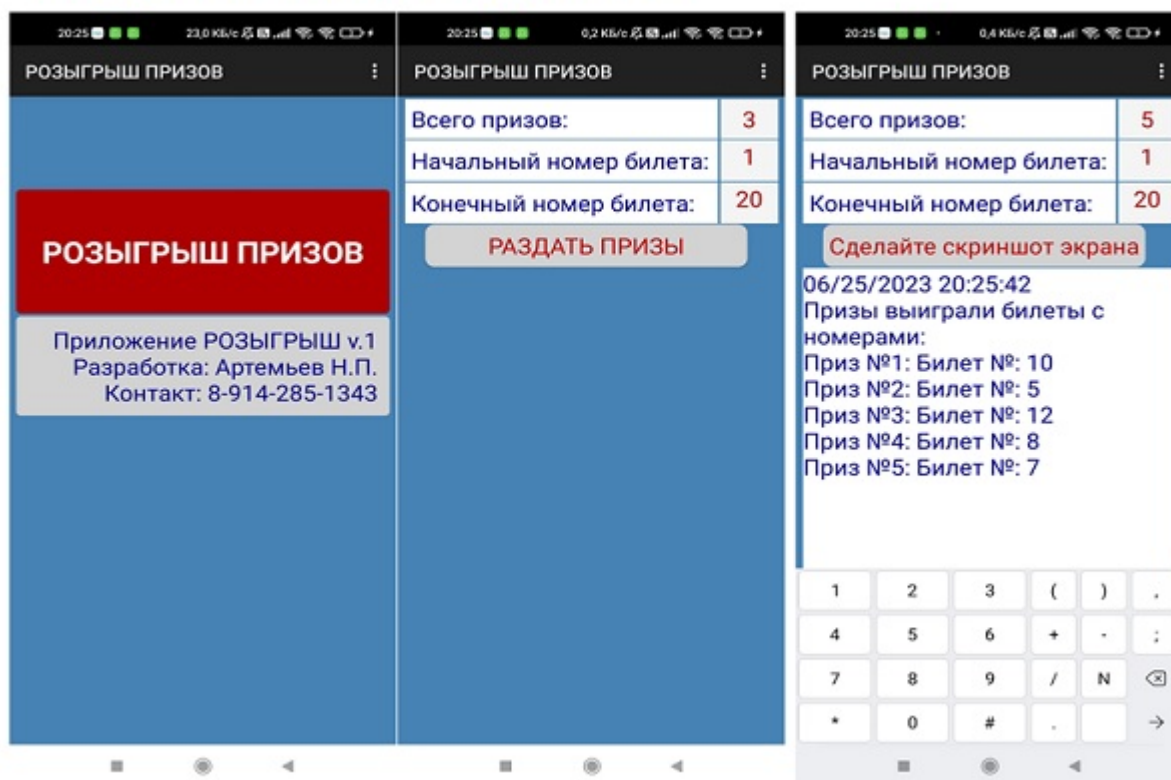 20:25
23,0 КБ/с
РОЗЫГРЫШ ПРИЗОВ
РОЗЫГРЫШ ПРИЗОВ
Приложение РОЗЫГРЫШ v.1
Разработка: Артемьев Н.П.
Контакт: 8-914-285-1343
20:25
0,2 КБ/с
РОЗЫГРЫШ ПРИЗОВ
Всего призов: 3
Начальный номер билета: 1
Конечный номер билета: 20
РАЗДАТЬ ПРИЗЫ
20:25
0,4 КБ/с
РОЗЫГРЫШ ПРИЗОВ
Всего призов: 5
Начальный номер билета: 1
Конечный номер билета: 20
Сделайте скриншот экрана
06/25/2023 20:25:42
Призы выиграли билеты с
номерами:
Приз №1: Билет №: 10
Приз №2: Билет №: 5
Приз №3: Билет №: 12
Приз №4: Билет №: 8
Приз №5: Билет №: 7
1 2 3 ( ) ,
4 5 6 + - ;
7 8 9 / N
* 0 # .